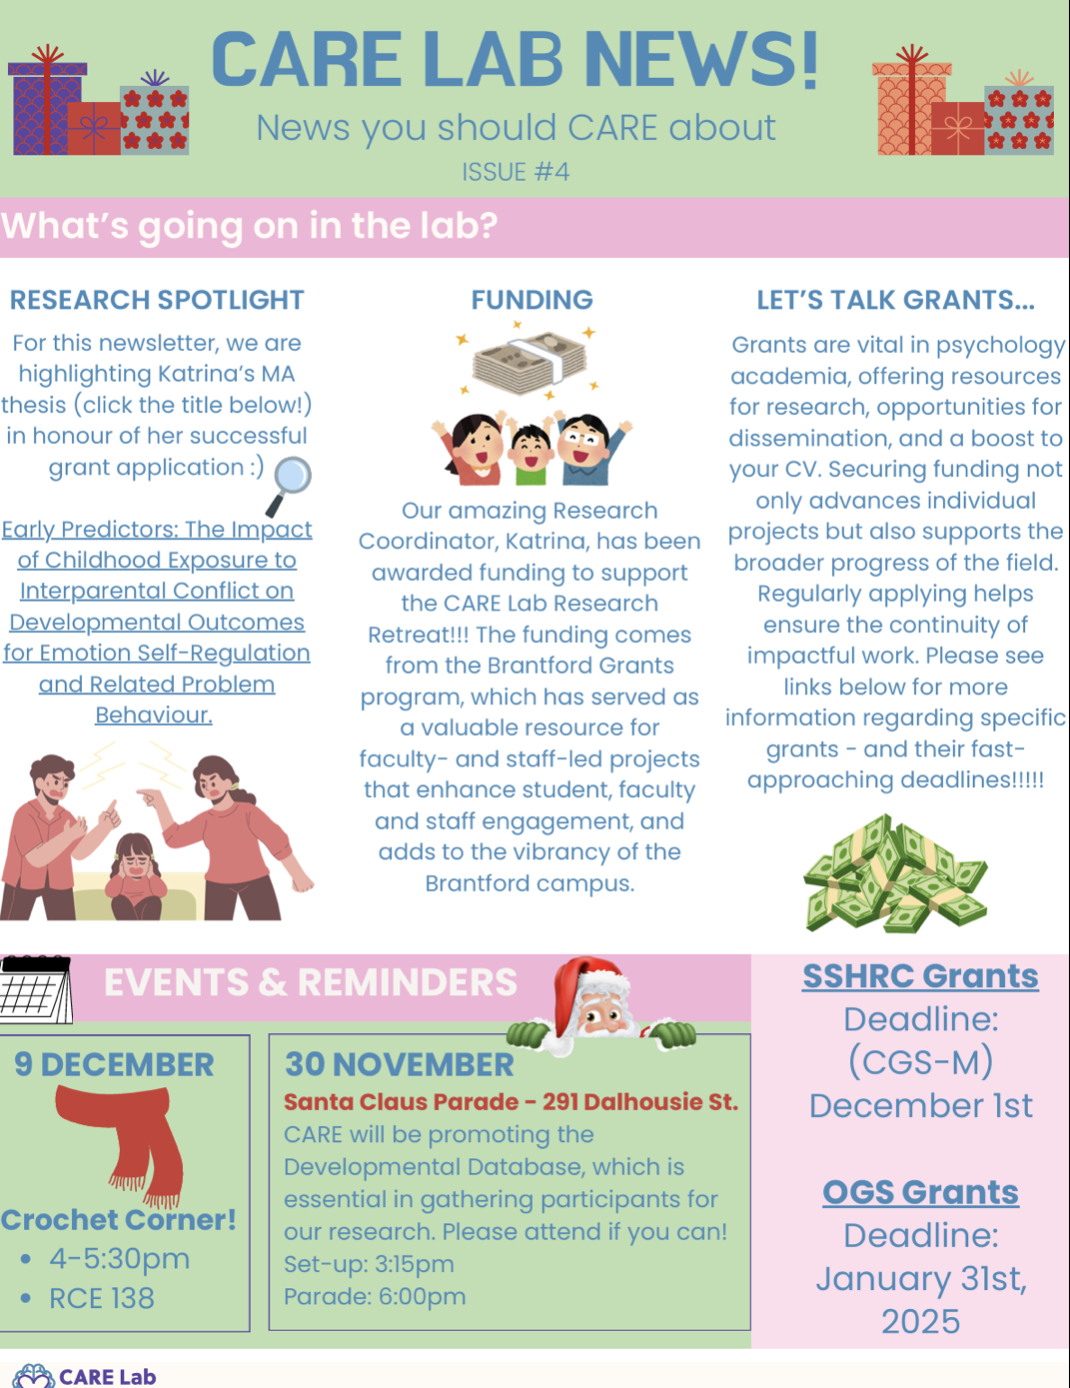 CARE LAB NEWS!
News you should CARE about
ISSUE #4
What's going on in the lab?
RESEARCH SPOTLIGHT
For this newsletter, we are
highlighting Katrina's MA
thesis (click the title below!)
in honour of her successful
grant application :)
Early Predictors: The Impact
of Childhood Exposure to
Interparental Conflict on
Developmental Outcomes
for Emotion Self-Regulation
and Related Problem
Behaviour.
FUNDING
Our amazing Research
Coordinator, Katrina, has been
awarded funding to support
the CARE Lab Research
Retreat!!! The funding comes
from the Brantford Grants
program, which has served as
a valuable resource for
faculty- and staff-led projects
that enhance student, faculty
and staff engagement, and
adds to the vibrancy of the
Brantford campus.
LET'S TALK GRANTS...
Grants are vital in psychology
academia, offering resources
for research, opportunities for
dissemination, and a boost to
your CV. Securing funding not
only advances individual
projects but also supports the
broader progress of the field.
Regularly applying helps
ensure the continuity of
impactful work. Please see
links below for more
information regarding specific
grants - and their fast-
approaching deadlines!!!!!
EVENTS & REMINDERS
9 DECEMBER
Crochet Corner!
• 4-5:30pm
• RCE 138
30 NOVEMBER
Santa Claus Parade - 291 Dalhousie St.
CARE will be promoting the
Developmental Database, which is
essential in gathering participants for
our research. Please attend if you can!
Set-up: 3:15pm
Parade: 6:00pm
SSHRC Grants
Deadline:
(CGS-M)
December 1st
OGS Grants
Deadline:
January 31st,
2025
CARE Lab